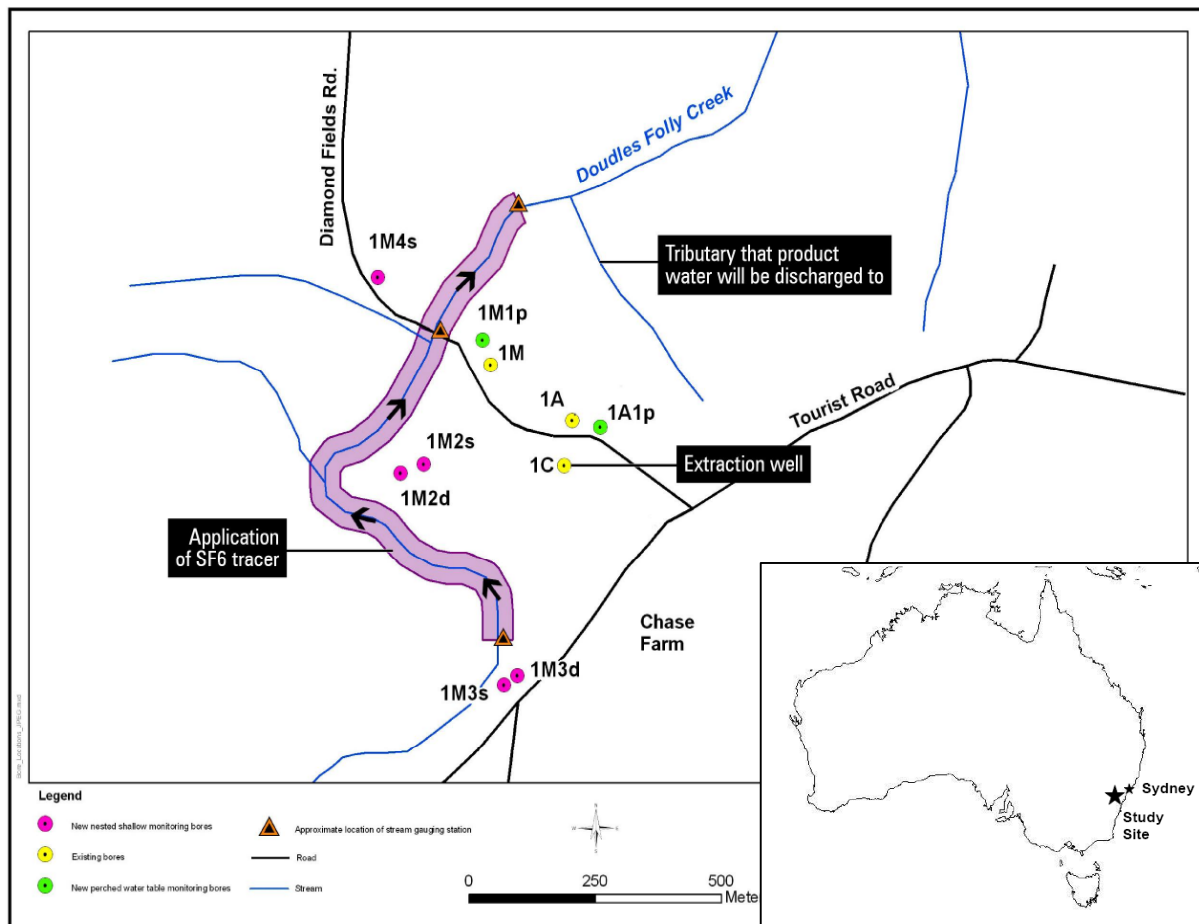 Diamond Fields Rd.
Doudles Folly Creek
1M4s
Tributary that product
water will be discharged to
1M1p
1M
1A
1A1p
Tourist Road
1M2s
1M2d
1C
Extraction well
Application
of SF6 tracer
Chase
Farm
1M3d
1M3s
Bore_Locations_JPEG.mxd
Sydney
Study
Site
Legend
New nested shallow monitoring bores
Existing bores
New perched water table monitoring bores
Approximate location of stream gauging station
Road
Stream
N
W
E
S
0
250
500
Mete